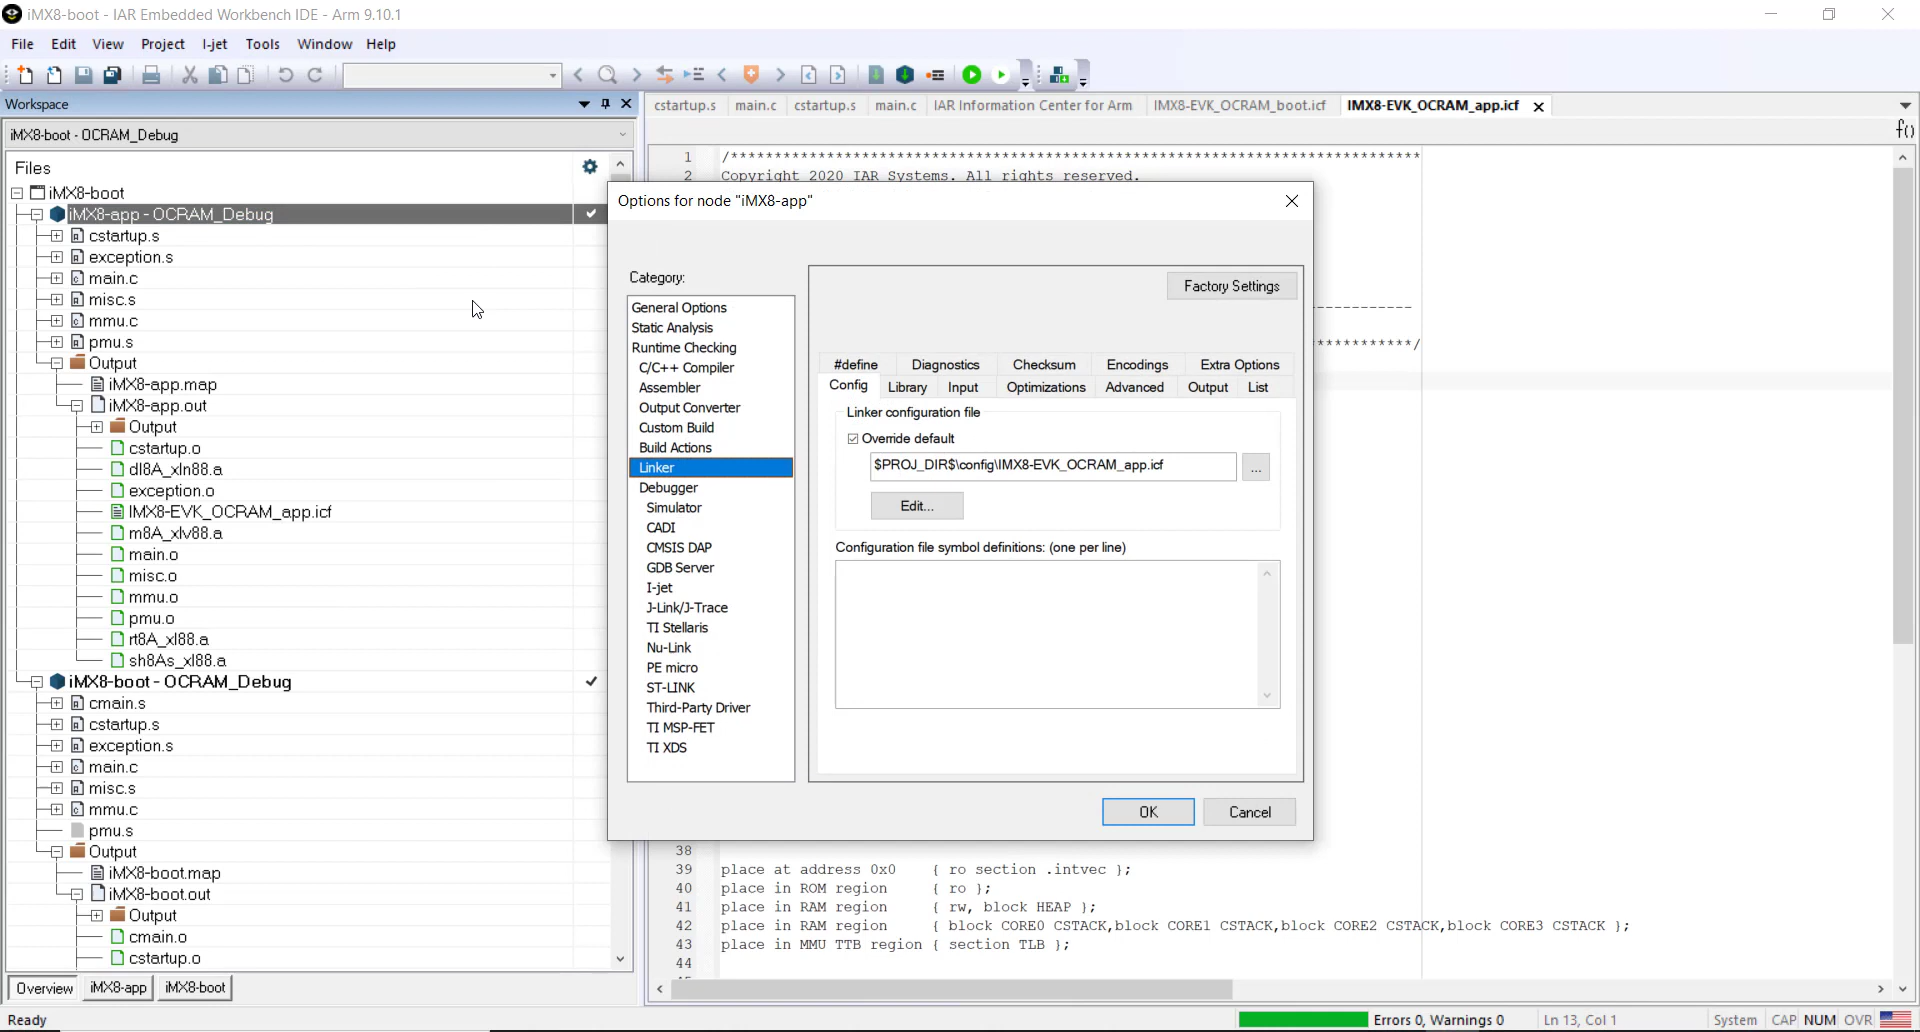 iMX8-boot - IAR Embedded Workbench IDE - Arm 9.10.1
File Edit View Project I-jet Tools Window Help
Workspace
iMX8-boot - OCRAM_Debug
Files
iMX8-boot
iMX8-app - OCRAM_Debug
cstartup.s
exception.s
main.c
misc.s
mmu.c
pmu.s
Output
iMX8-app.map
iMX8-app.out
Output
cstartup.o
dl8A_xln88.a
exception.o
IMX8-EVK_OCRAM_app.icf
m8A_xlv88.a
main.o
misc.o
mmu.o
pmu.o
rt8A_xl88.a
sh8As_xl88.a
iMX8-boot - OCRAM_Debug
cmain.s
cstartup.s
exception.s
main.c
misc.s
mmu.c
pmu.s
Output
iMX8-boot.map
iMX8-boot.out
Output
cmain.o
cstartup.o
Overview iMX8-app iMX8-boot
cstartup.s main.c cstartup.s main.c IAR Information Center for Arm IMX8-EVK_OCRAM_boot.icf IMX8-EVK_OCRAM_app.icf
f()
1
2 Copyright 2020 IAR Systems. All rights reserved.
Options for node "iMX8-app"
Category:
General Options
Static Analysis
Runtime Checking
C/C++ Compiler
Assembler
Output Converter
Custom Build
Build Actions
Linker
Debugger
Simulator
CADI
CMSIS DAP
GDB Server
I-jet
J-Link/J-Trace
TI Stellaris
Nu-Link
PE micro
ST-LINK
Third-Party Driver
TI MSP-FET
TI XDS
Factory Settings
#define Diagnostics Checksum Encodings Extra Options
Config Library Input Optimizations Advanced Output List
Linker configuration file
Override default
$PROJ_DIR$\config\IMX8-EVK_OCRAM_app.icf
...
Edit...
Configuration file symbol definitions: (one per line)
OK Cancel
38
39 place at address 0x0 { ro section .intvec };
40 place in ROM region { ro };
41 place in RAM region { rw, block HEAP };
42 place in RAM region { block CORE0 CSTACK,block CORE1 CSTACK,block CORE2 CSTACK,block CORE3 CSTACK };
43 place in MMU TTB region { section TLB };
44
Ready
Errors 0, Warnings 0 Ln 13, Col 1 System CAP NUM OVR